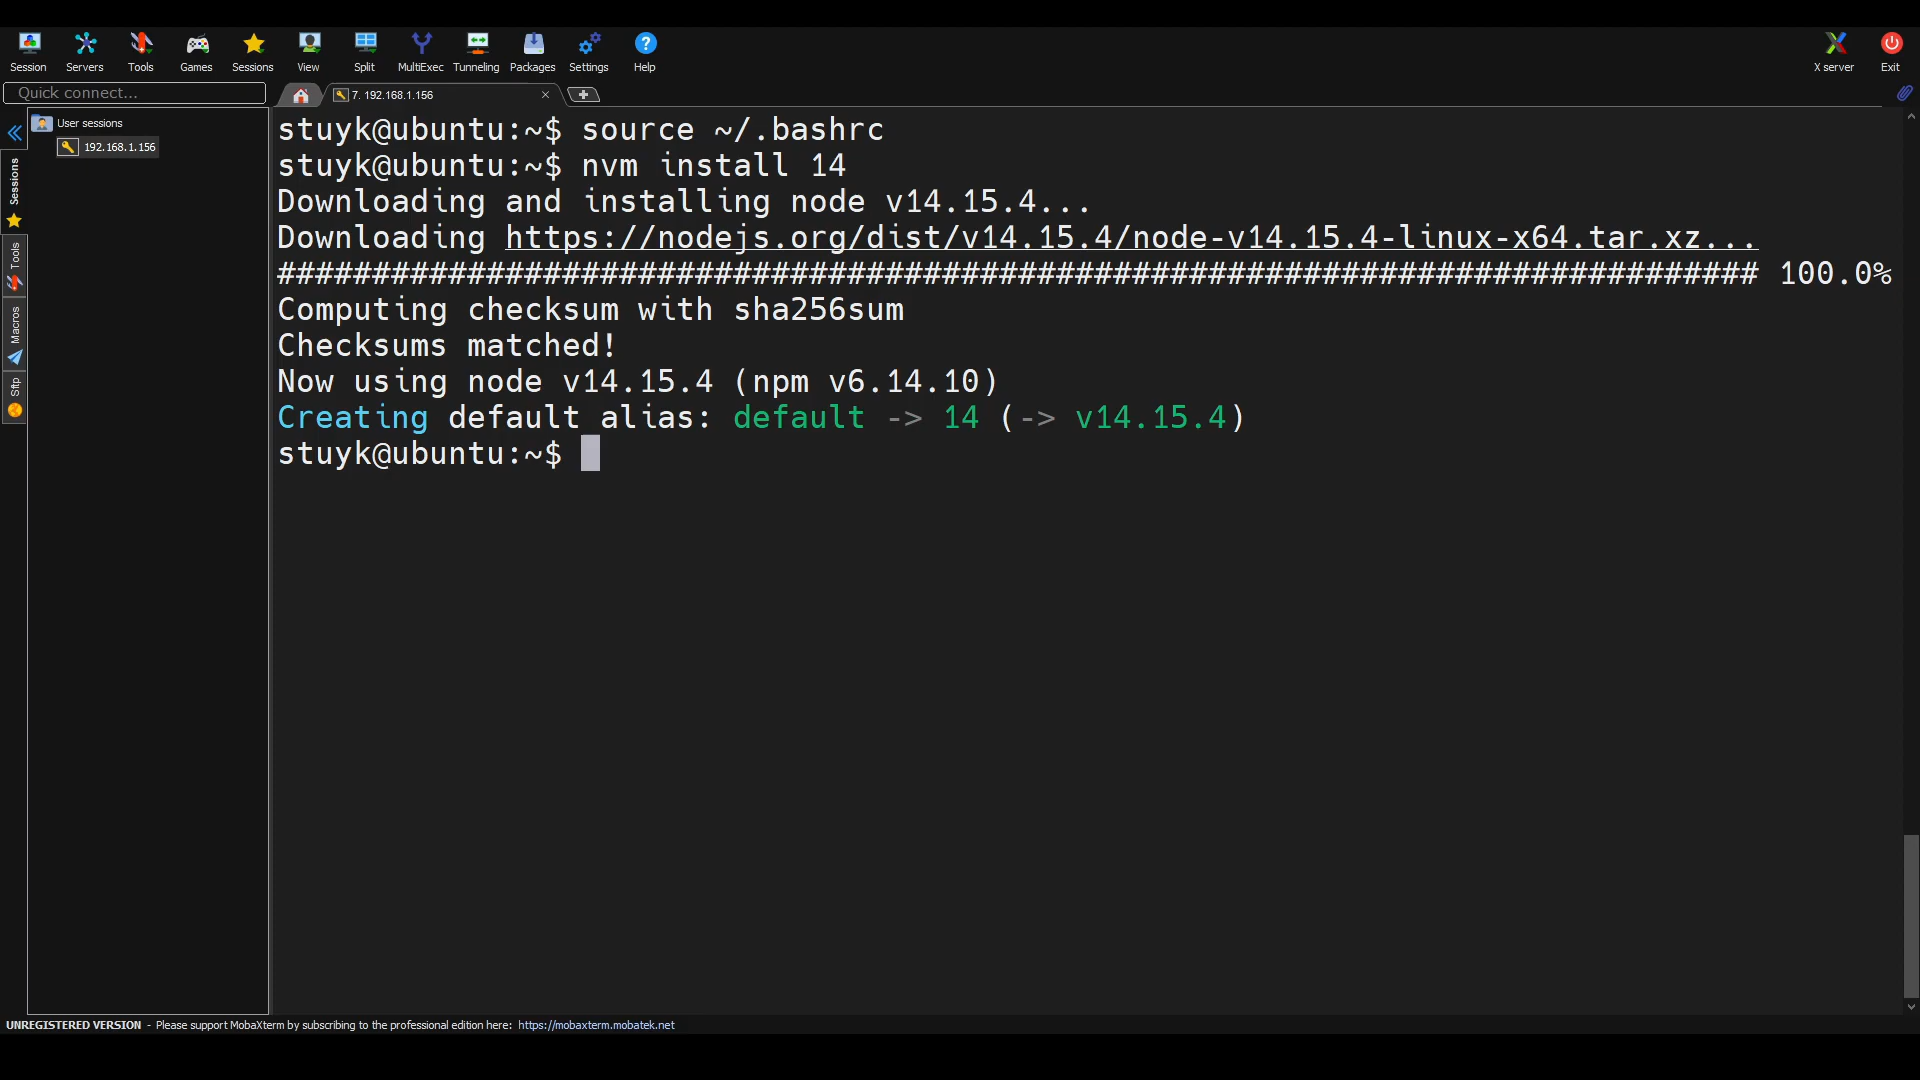 Session Servers Tools Games Sessions View Split MultiExec Tunneling Packages Settings Help X server Exit
Quick connect...
7. 192.168.1.156
User sessions
192.168.1.156
Sessions
Tools
Macros
Sftp
stuyk@ubuntu:~$ source ~/.bashrc
stuyk@ubuntu:~$ nvm install 14
Downloading and installing node v14.15.4...
Downloading https://nodejs.org/dist/v14.15.4/node-v14.15.4-linux-x64.tar.xz...
############################################################################## 100.0%
Computing checksum with sha256sum
Checksums matched!
Now using node v14.15.4 (npm v6.14.10)
Creating default alias: default -> 14 (-> v14.15.4)
stuyk@ubuntu:~$
UNREGISTERED VERSION - Please support MobaXterm by subscribing to the professional edition here: https://mobaxterm.mobatek.net